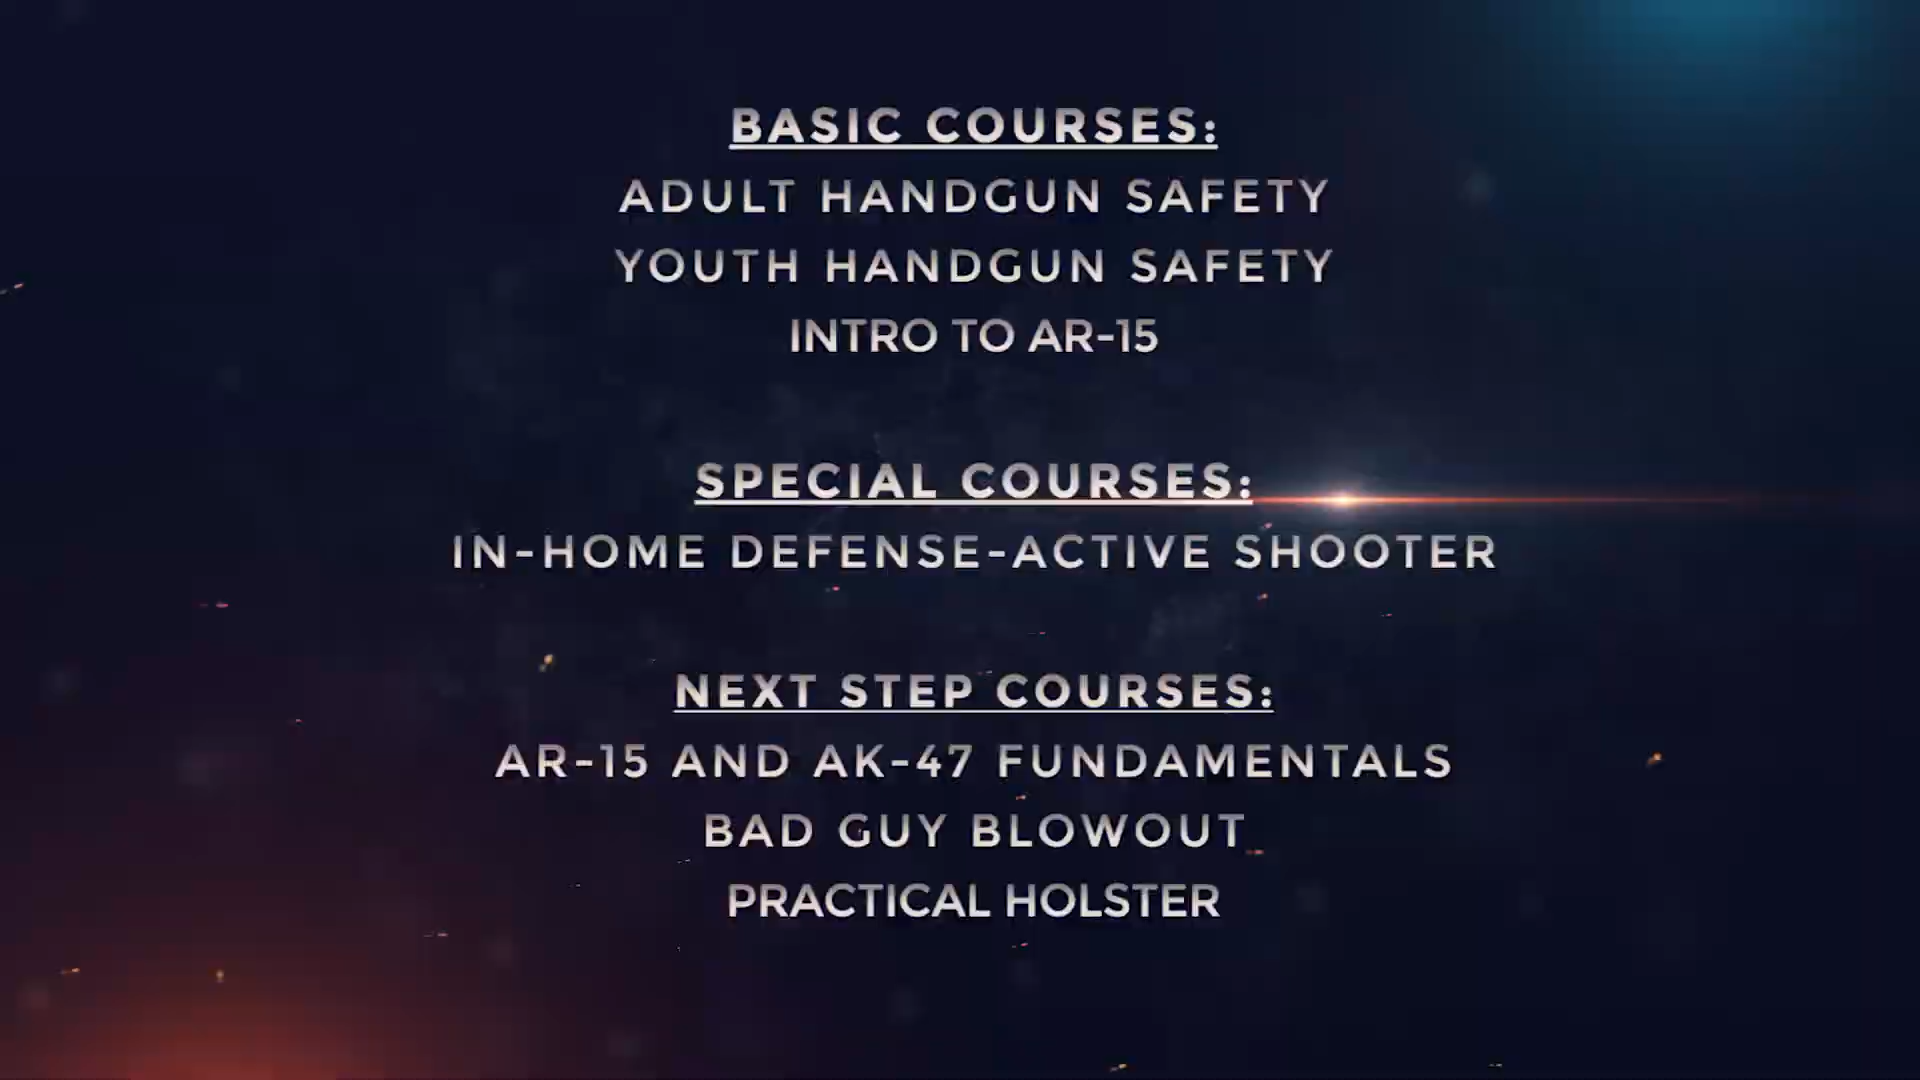 BASIC COURSES:
ADULT HANDGUN SAFETY
YOUTH HANDGUN SAFETY
INTRO TO AR-15
SPECIAL COURSES:
IN-HOME DEFENSE-ACTIVE SHOOTER
NEXT STEP COURSES:
AR-15 AND AK-47 FUNDAMENTALS
BAD GUY BLOWOUT
PRACTICAL HOLSTER